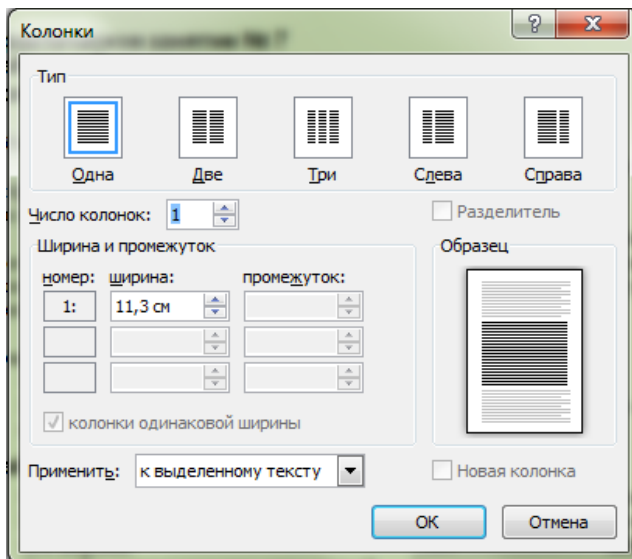 Колонки
Тип
Одна Две Три Слева Справа
Число колонок: 1 Разделитель
Ширина и промежуток Образец
номер: ширина: промежуток:
1: 11,3 см
колонки одинаковой ширины
Применить: к выделенному тексту Новая колонка
ОК Отмена